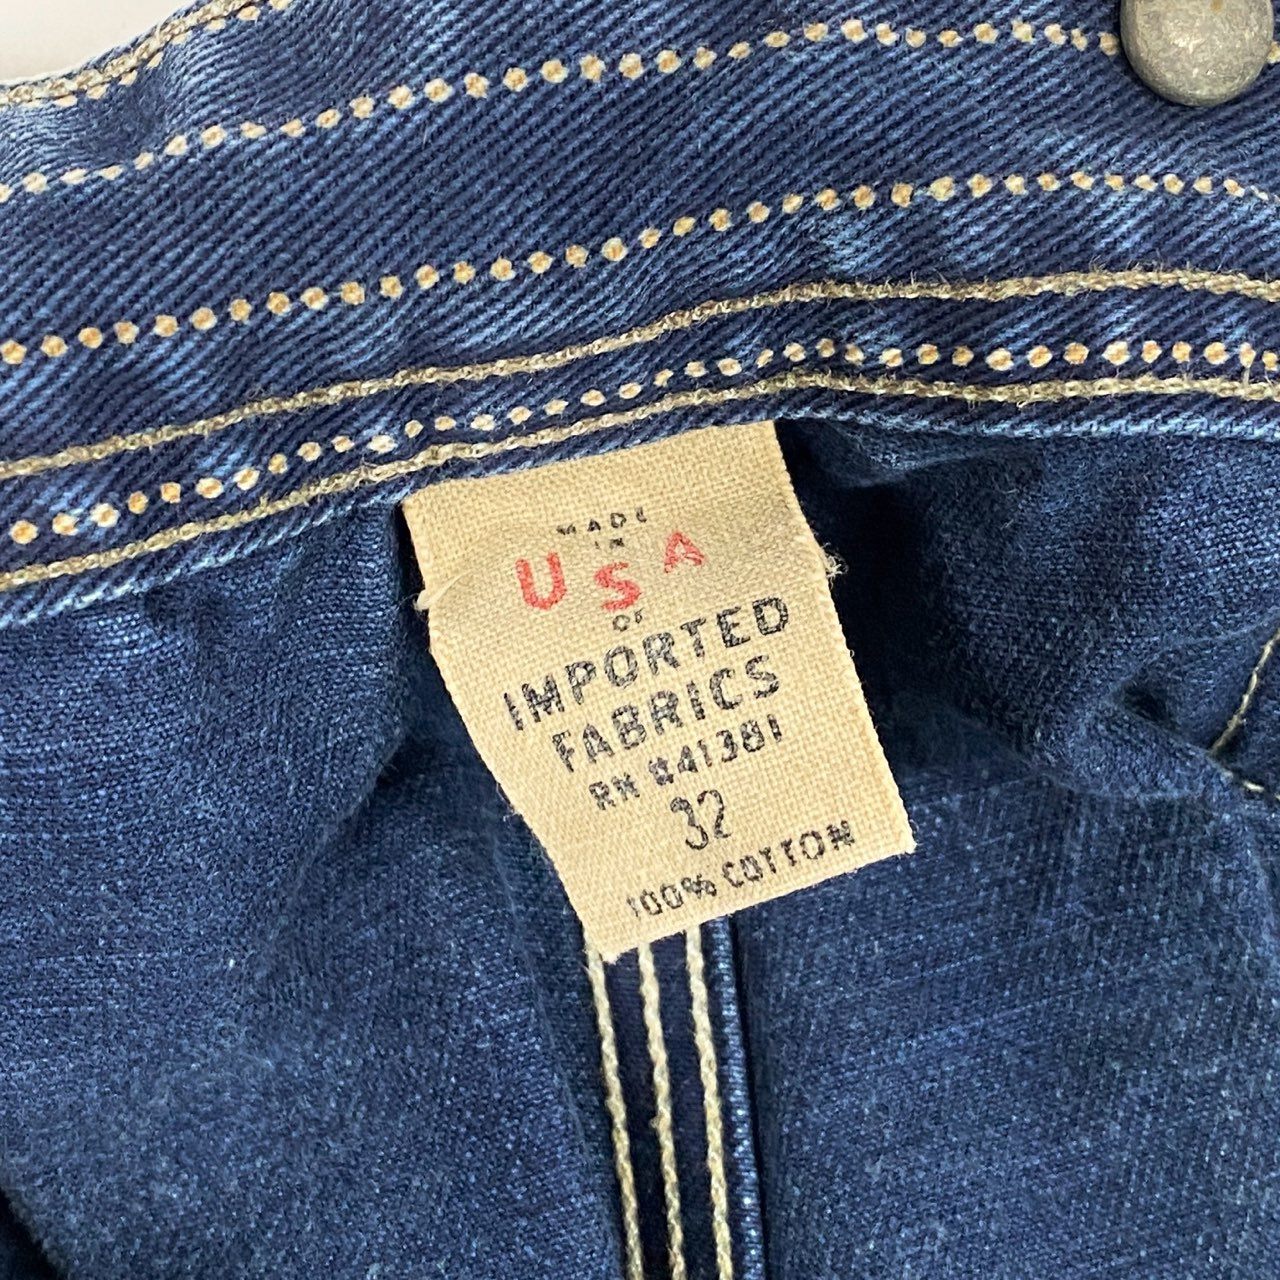 MADE
IN
USA
OF
IMPORTED
FABRICS
RN #41381
32
100% COTTON